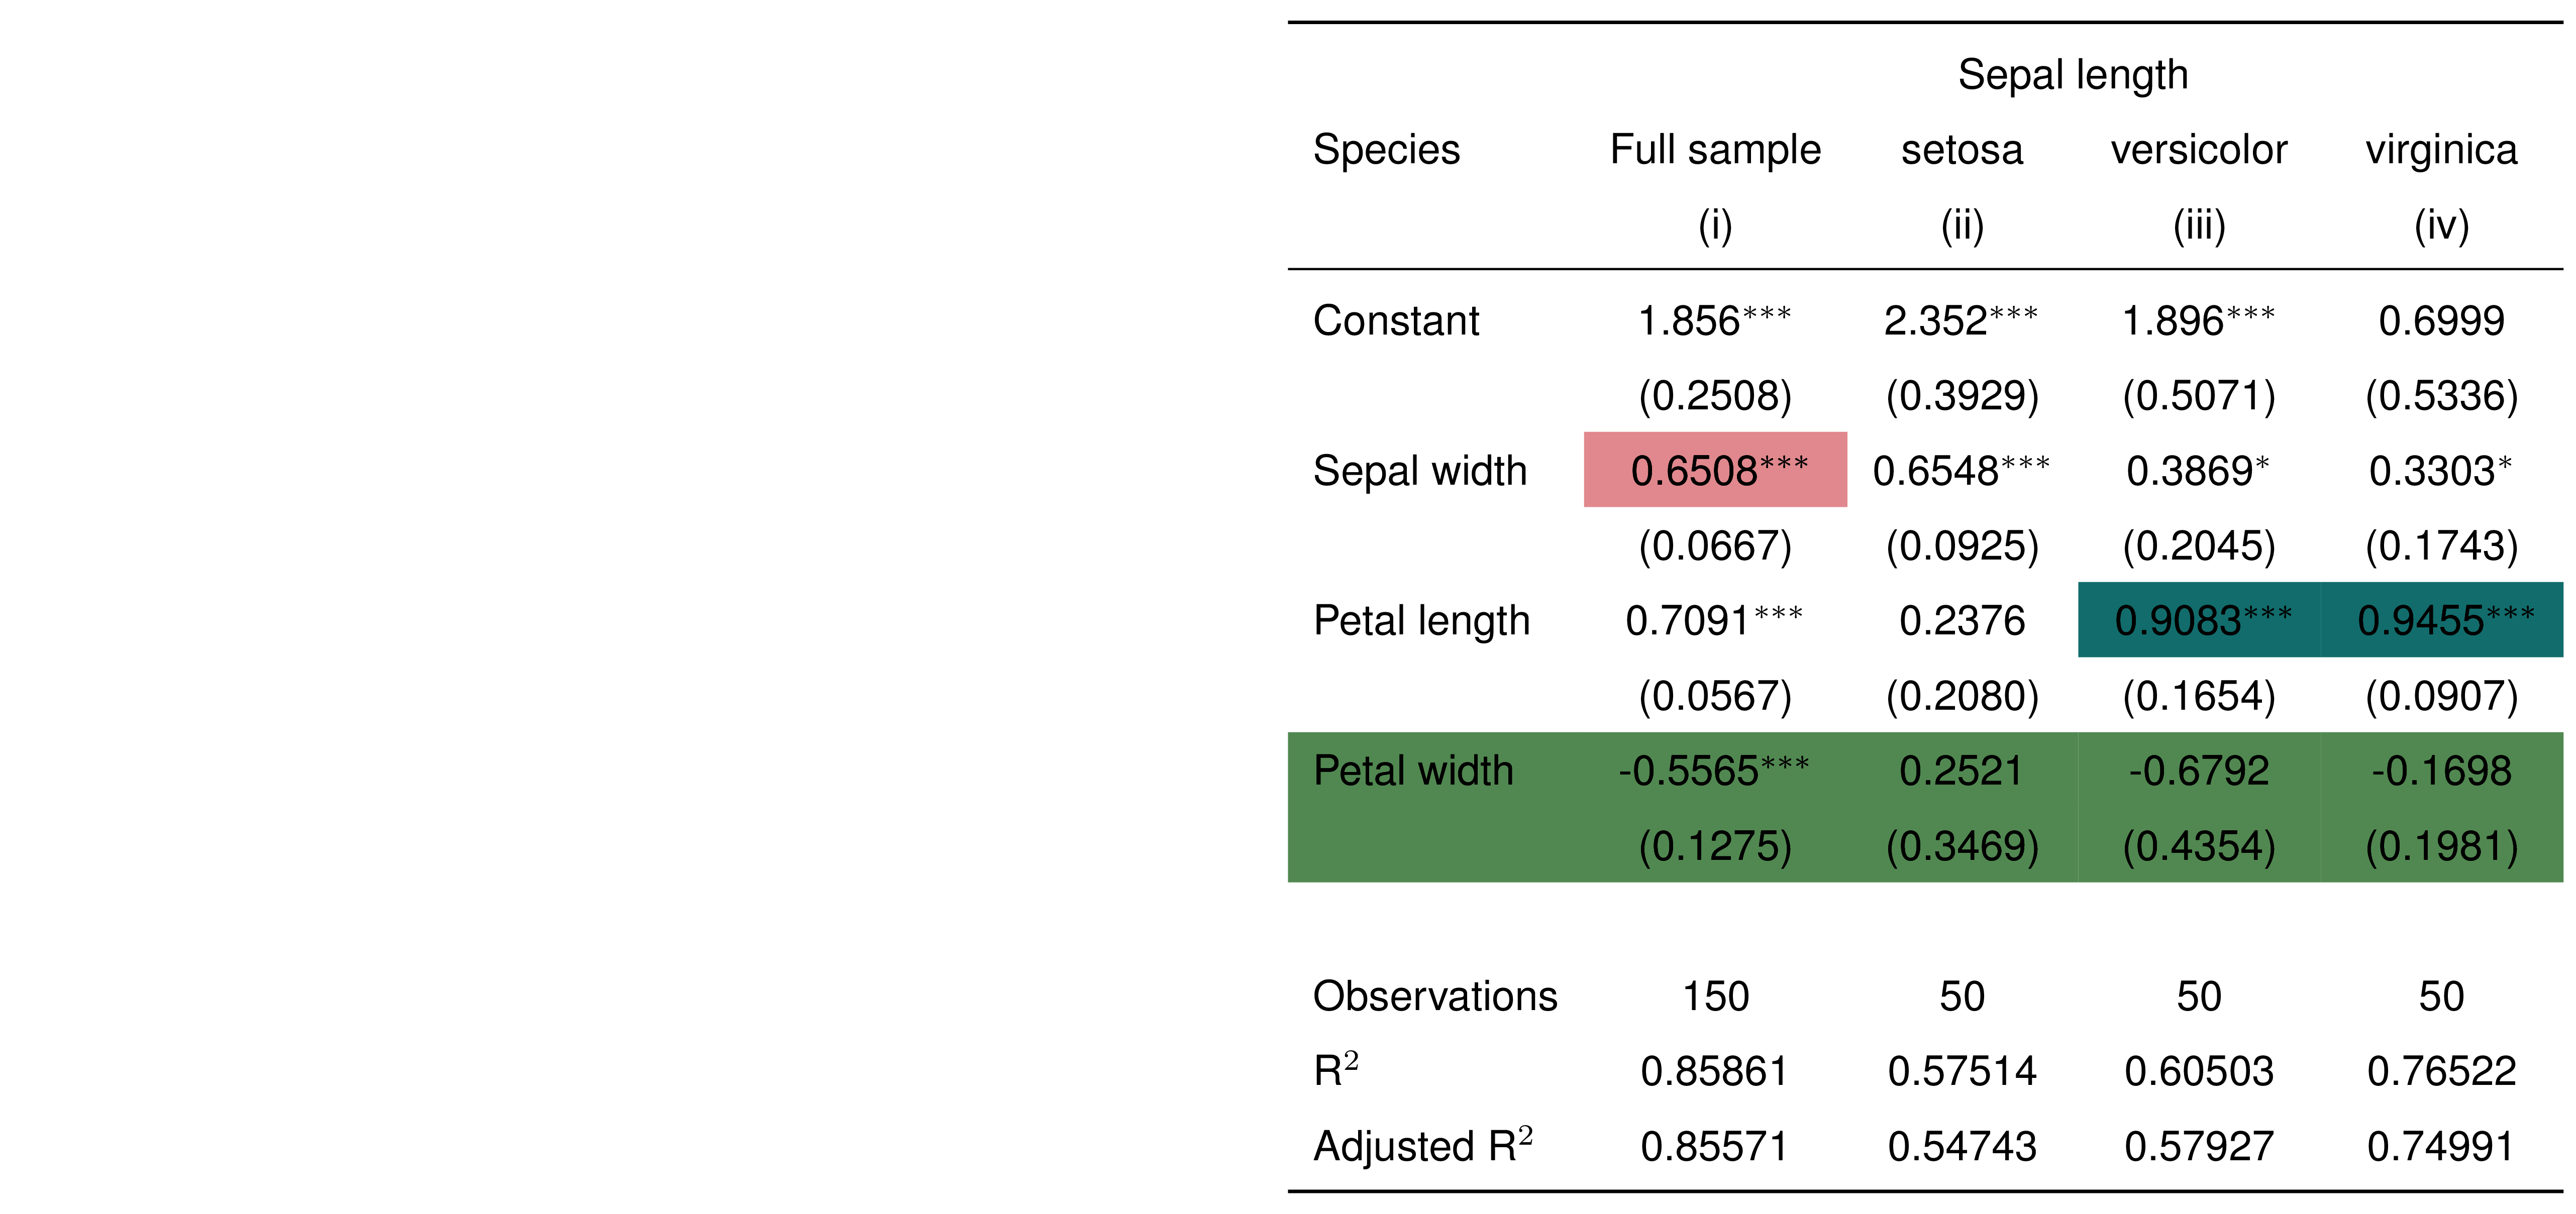 Sepal length
Species Full sample setosa versicolor virginica
(i) (ii) (iii) (iv)
Constant 1.856*** 2.352*** 1.896*** 0.6999
(0.2508) (0.3929) (0.5071) (0.5336)
Sepal width 0.6508*** 0.6548*** 0.3869* 0.3303*
(0.0667) (0.0925) (0.2045) (0.1743)
Petal length 0.7091*** 0.2376 0.9083*** 0.9455***
(0.0567) (0.2080) (0.1654) (0.0907)
Petal width -0.5565*** 0.2521 -0.6792 -0.1698
(0.1275) (0.3469) (0.4354) (0.1981)
Observations 150 50 50 50
R² 0.85861 0.57514 0.60503 0.76522
Adjusted R² 0.85571 0.54743 0.57927 0.74991